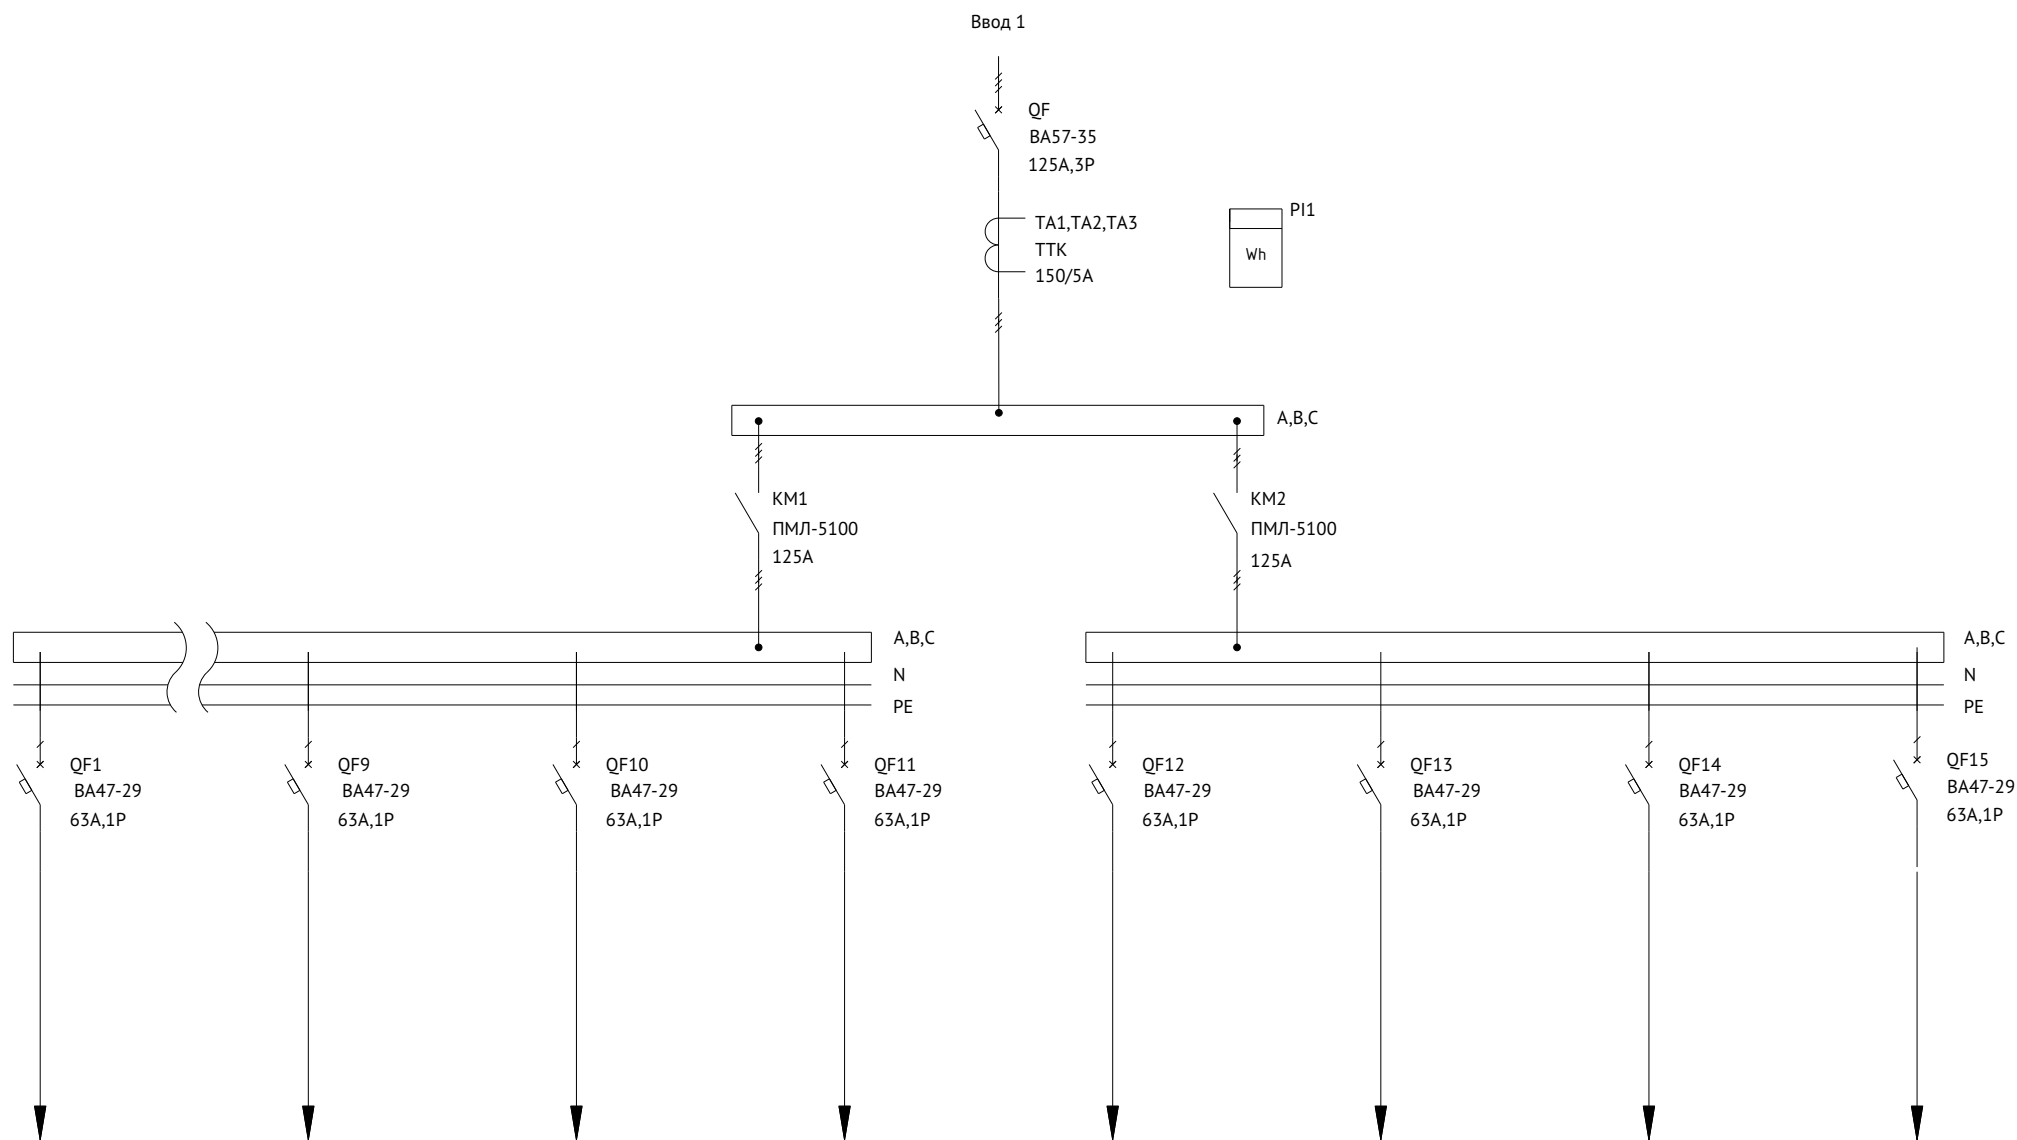 Ввод 1
QF
ВА57-35
125А,3Р
TA1,TA2,TA3
ТТК
150/5А
PI1
Wh
A,B,C
KM1
ПМЛ-5100
125А
KM2
ПМЛ-5100
125А
A,B,C
N
PE
A,B,C
N
PE
QF1
ВА47-29
63А,1Р
QF9
ВА47-29
63А,1Р
QF10
ВА47-29
63А,1Р
QF11
ВА47-29
63А,1Р
QF12
ВА47-29
63А,1Р
QF13
ВА47-29
63А,1Р
QF14
ВА47-29
63А,1Р
QF15
ВА47-29
63А,1Р